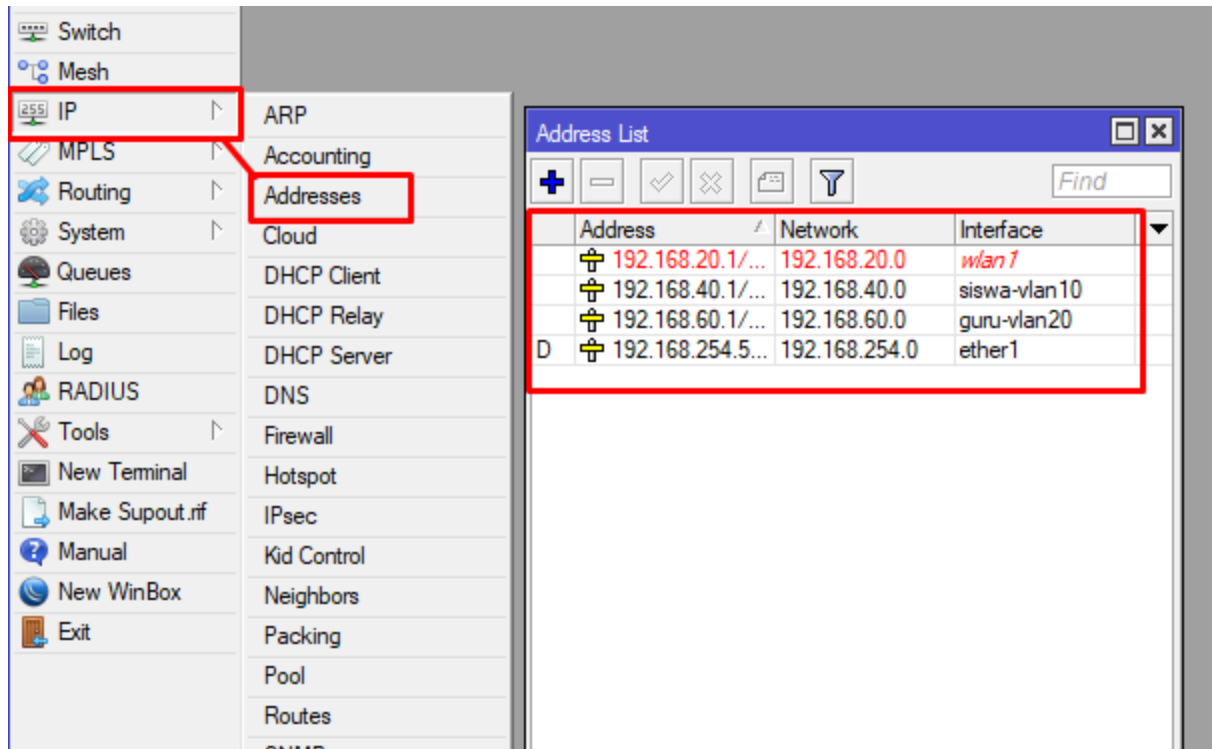 Switch
Mesh
255 IP
MPLS
Routing
System
Queues
Files
Log
RADIUS
Tools
New Terminal
Make Supout.rif
Manual
New WinBox
Exit
ARP
Accounting
Addresses
Cloud
DHCP Client
DHCP Relay
DHCP Server
DNS
Firewall
Hotspot
IPsec
Kid Control
Neighbors
Packing
Pool
Routes
Address List
Find
Address Network Interface
192.168.20.1/... 192.168.20.0 wlan1
192.168.40.1/... 192.168.40.0 siswa-vlan10
192.168.60.1/... 192.168.60.0 guru-vlan20
D 192.168.254.5... 192.168.254.0 ether1